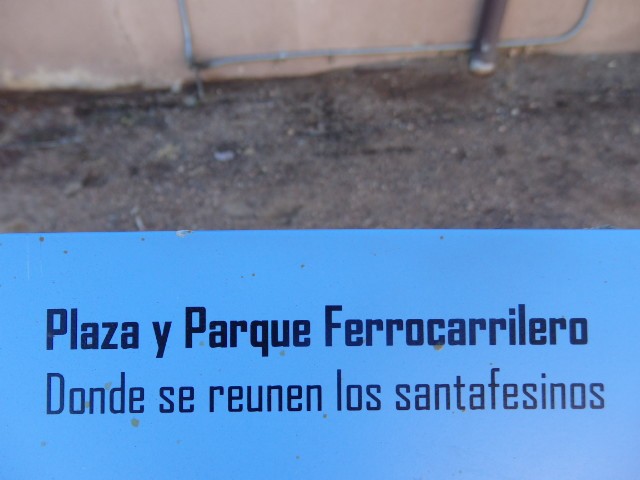 Plaza y Parque Ferrocarrilero
Donde se reunen los santafesinos